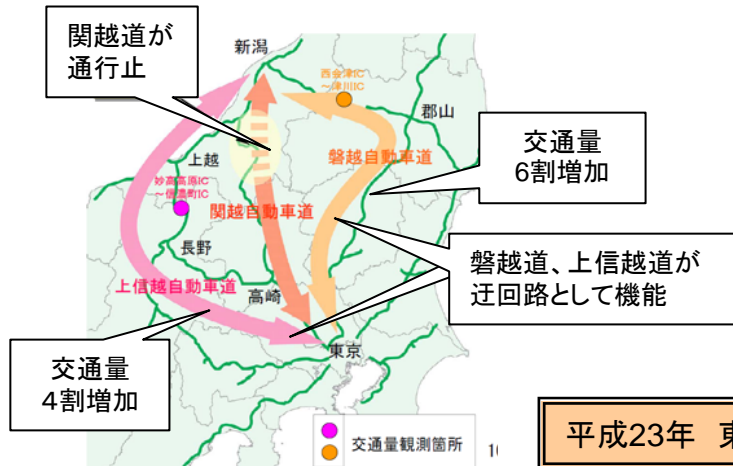 関越道が
通行止
新潟
西会津IC
~津川IC
郡山
交通量
6割増加
上越
磐越自動車道
妙高高原IC
~信濃町IC
関越自動車道
長野
磐越道、上信越道が
迂回路として機能
上信越自動車道
高崎
交通量
4割増加
東京
交通量観測箇所
平成23年 東